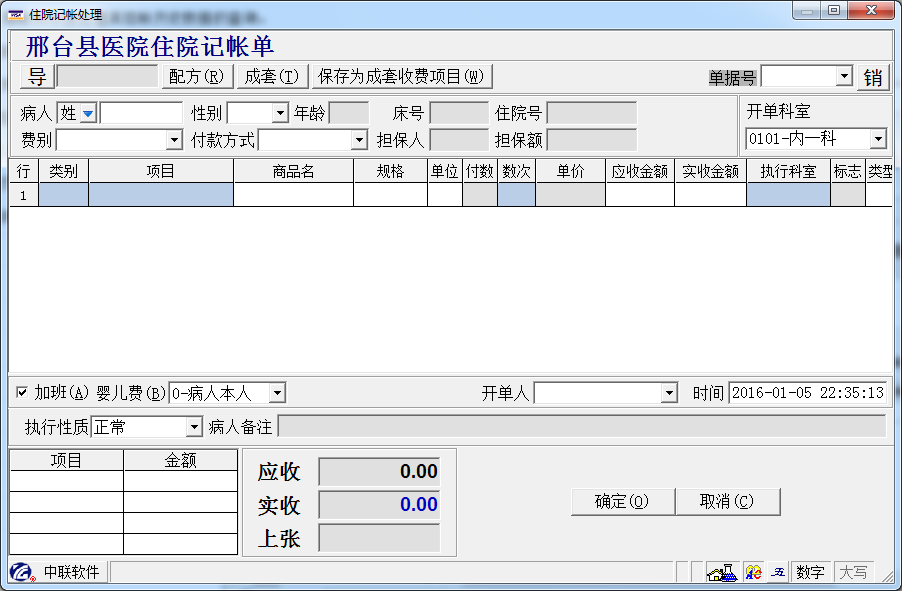 住院记帐处理
邢台县医院住院记帐单
导 配方(R) 成套(T) 保存为成套收费项目(W) 单据号 销
病人 姓 性别 年龄 床号 住院号 开单科室
费别 付款方式 担保人 担保额 0101-内一科
行 类别 项目 商品名 规格 单位 付数 数次 单价 应收金额 实收金额 执行科室 标志 类型
1
加班(A) 婴儿费(B) 0-病人本人 开单人 时间 2016-01-05 22:35:13
执行性质 正常 病人备注
项目 金额
应收 0.00
实收 0.00
上张
确定(O) 取消(C)
中联软件 五 数字 大写